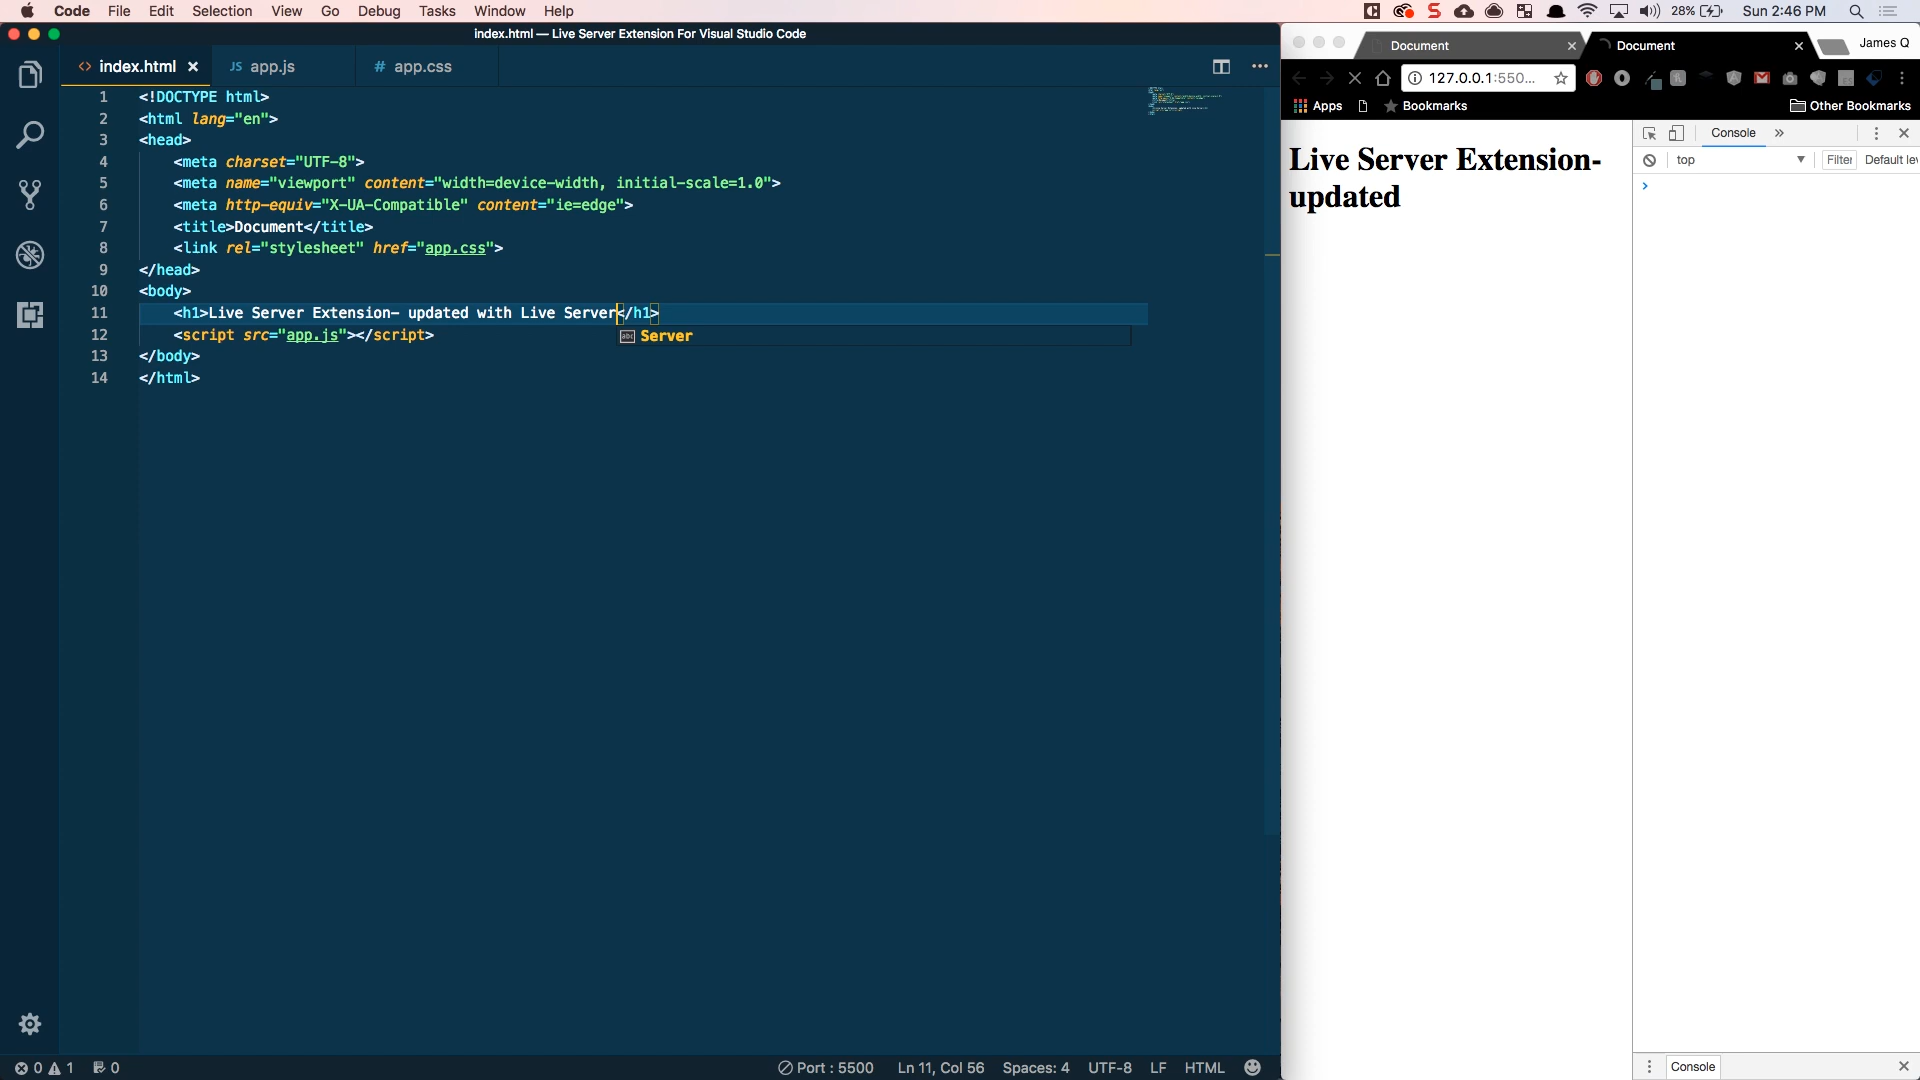 Code File Edit Selection View Go Debug Tasks Window Help 28% Sun 2:46 PM
index.html — Live Server Extension For Visual Studio Code
<> index.html × JS app.js # app.css
1 <!DOCTYPE html>
2 <html lang="en">
3 <head>
4 <meta charset="UTF-8">
5 <meta name="viewport" content="width=device-width, initial-scale=1.0">
6 <meta http-equiv="X-UA-Compatible" content="ie=edge">
7 <title>Document</title>
8 <link rel="stylesheet" href="app.css">
9 </head>
10 <body>
11 <h1>Live Server Extension- updated with Live Server</h1>
12 <script src="app.js"></script>
abc Server
13 </body>
14 </html>
0 1 0 Port : 5500 Ln 11, Col 56 Spaces: 4 UTF-8 LF HTML
Document Document James Q
127.0.0.1:550...
Apps Bookmarks Other Bookmarks
Live Server Extension-
updated
Console »
top Filter Default lev
Console